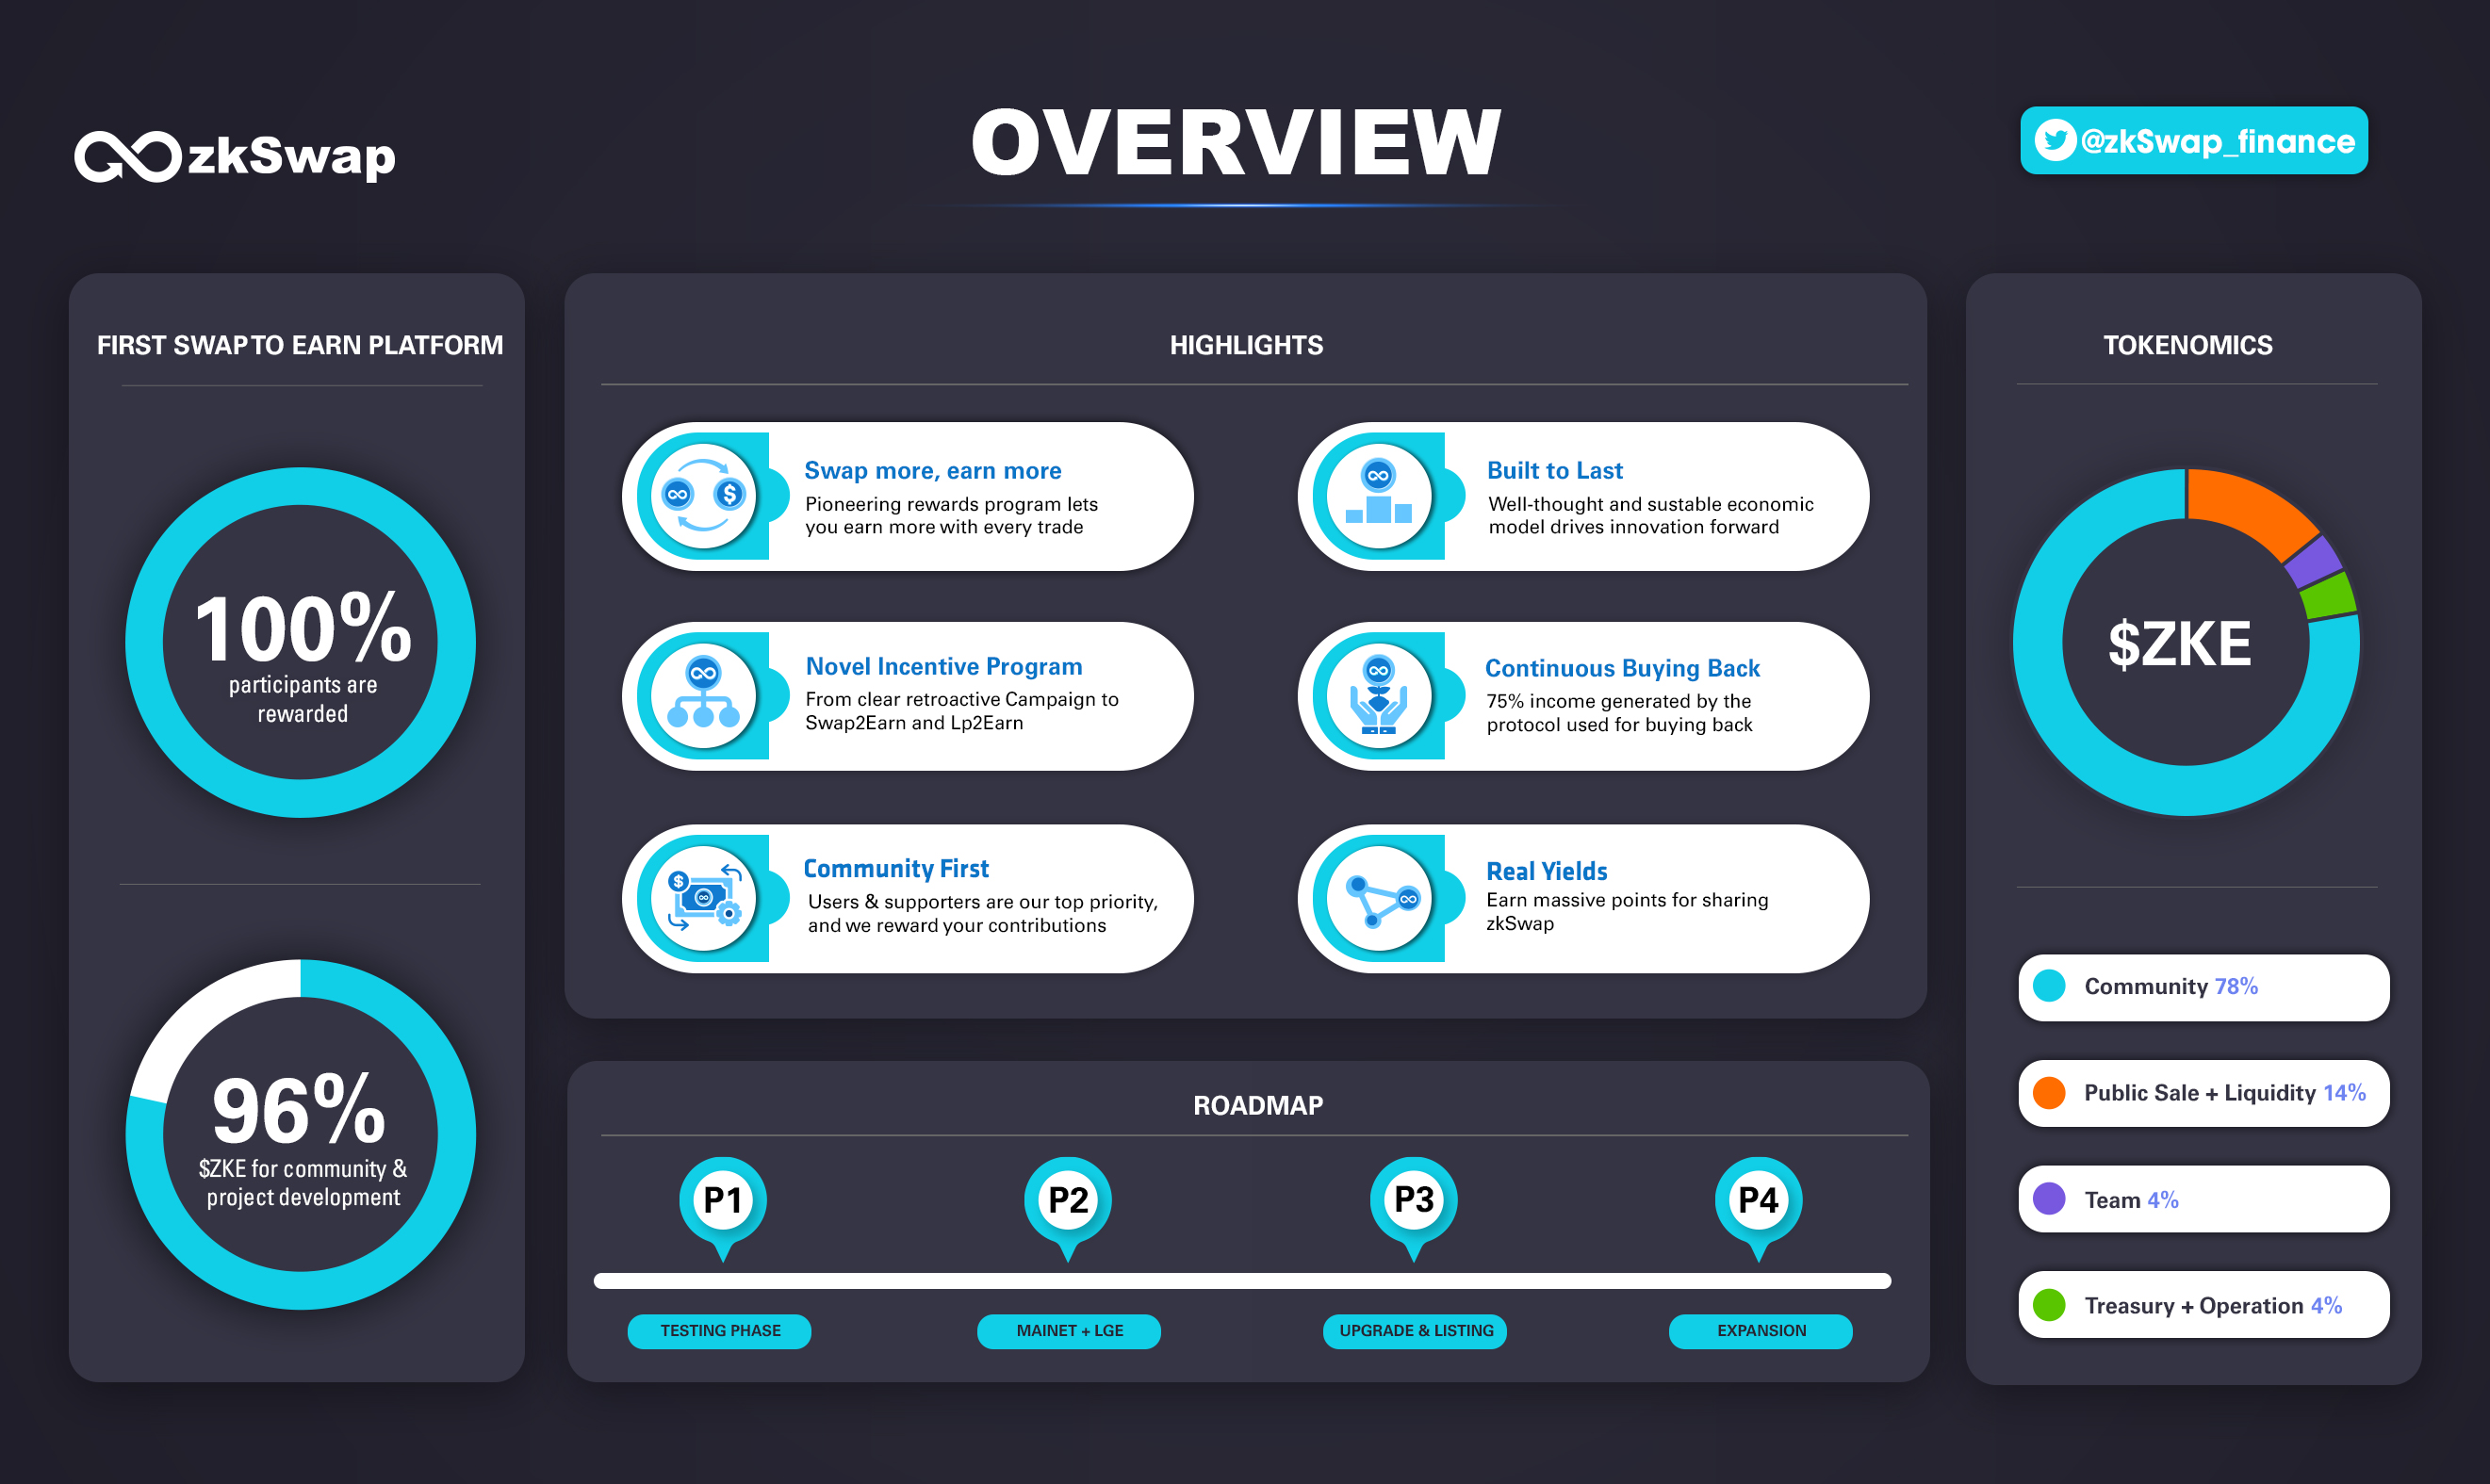 zkSwap
OVERVIEW
@zkSwap_finance
FIRST SWAP TO EARN PLATFORM
100%
participants are
rewarded
96%
$ZKE for community &
project development
HIGHLIGHTS
Swap more, earn more
Pioneering rewards program lets
you earn more with every trade
Built to Last
Well-thought and sustable economic
model drives innovation forward
Novel Incentive Program
From clear retroactive Campaign to
Swap2Earn and Lp2Earn
Continuous Buying Back
75% income generated by the
protocol used for buying back
Community First
Users & supporters are our top priority,
and we reward your contributions
Real Yields
Earn massive points for sharing
zkSwap
ROADMAP
P1
P2
P3
P4
TESTING PHASE
MAINET + LGE
UPGRADE & LISTING
EXPANSION
TOKENOMICS
$ZKE
Community 78%
Public Sale + Liquidity 14%
Team 4%
Treasury + Operation 4%